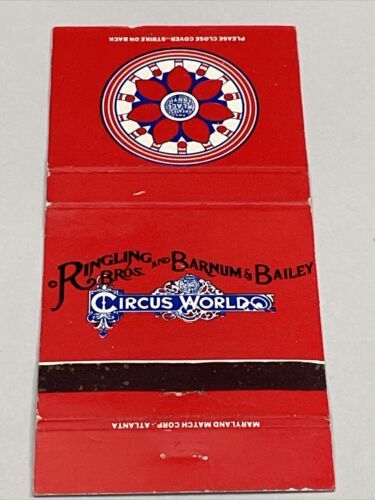 PLEASE CLOSE COVER—STRIKE ON BACK
RINGLING BROS. AND BARNUM & BAILEY
CIRCUS WORLD
MARYLAND MATCH CORP. - ATLANTA